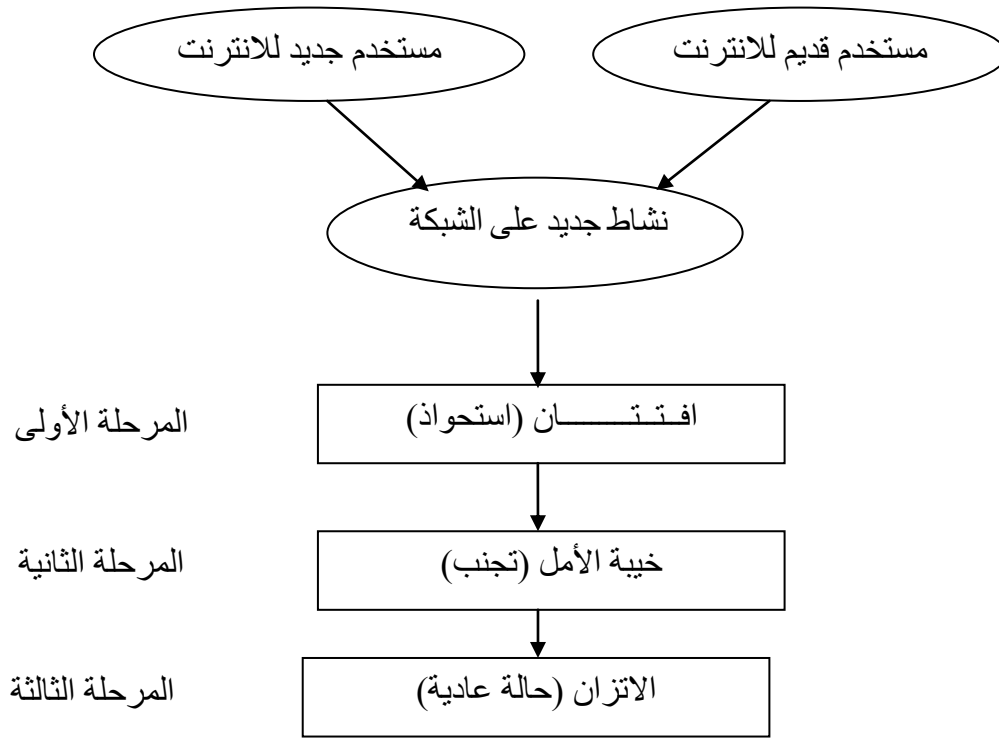 مستخدم قديم للانترنت
مستخدم جديد للانترنت
نشاط جديد على الشبكة
افـتـتـــــــــان (استحواذ)
المرحلة الأولى
خيبة الأمل (تجنب)
المرحلة الثانية
الاتزان (حالة عادية)
المرحلة الثالثة